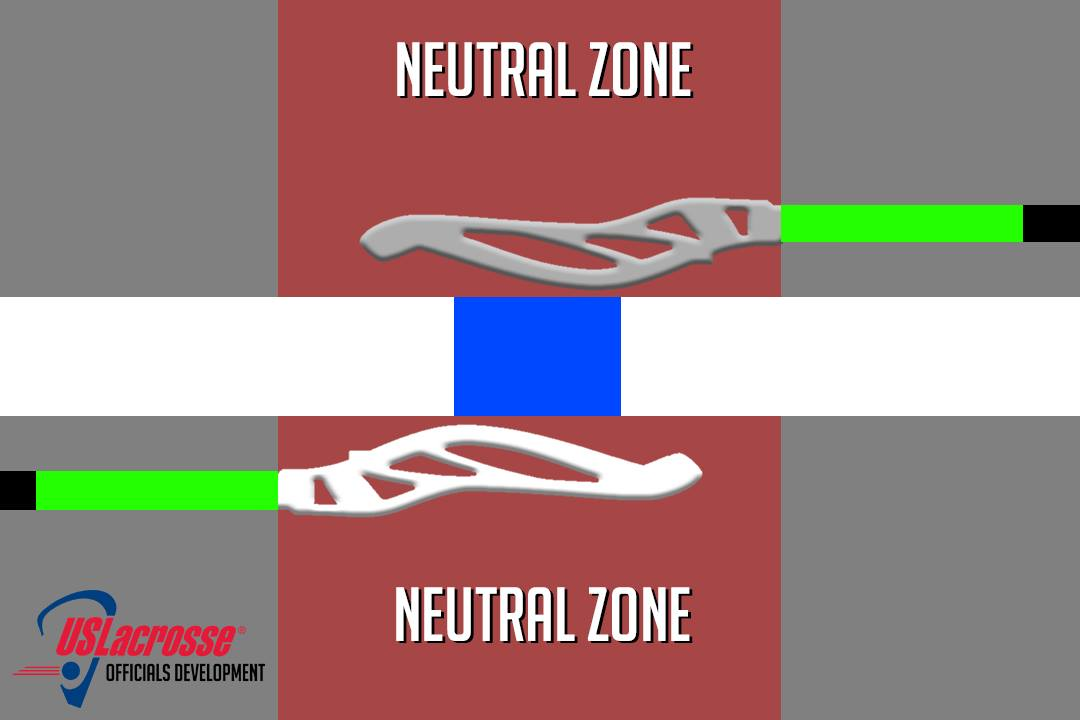 NEUTRAL ZONE
NEUTRAL ZONE
USLacrosse®
OFFICIALS DEVELOPMENT